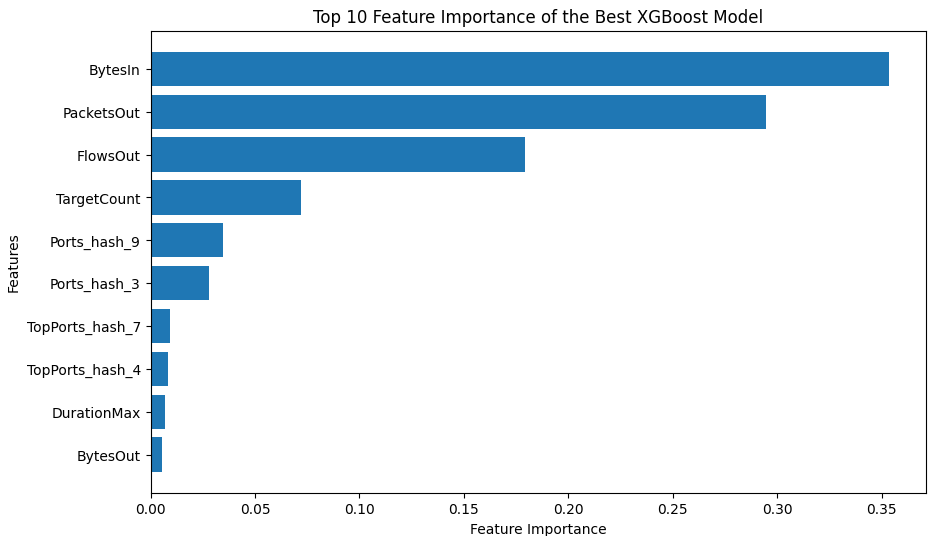 Top 10 Feature Importance of the Best XGBoost Model
Features
BytesIn
PacketsOut
FlowsOut
TargetCount
Ports_hash_9
Ports_hash_3
TopPorts_hash_7
TopPorts_hash_4
DurationMax
BytesOut
0.00 0.05 0.10 0.15 0.20 0.25 0.30 0.35
Feature Importance